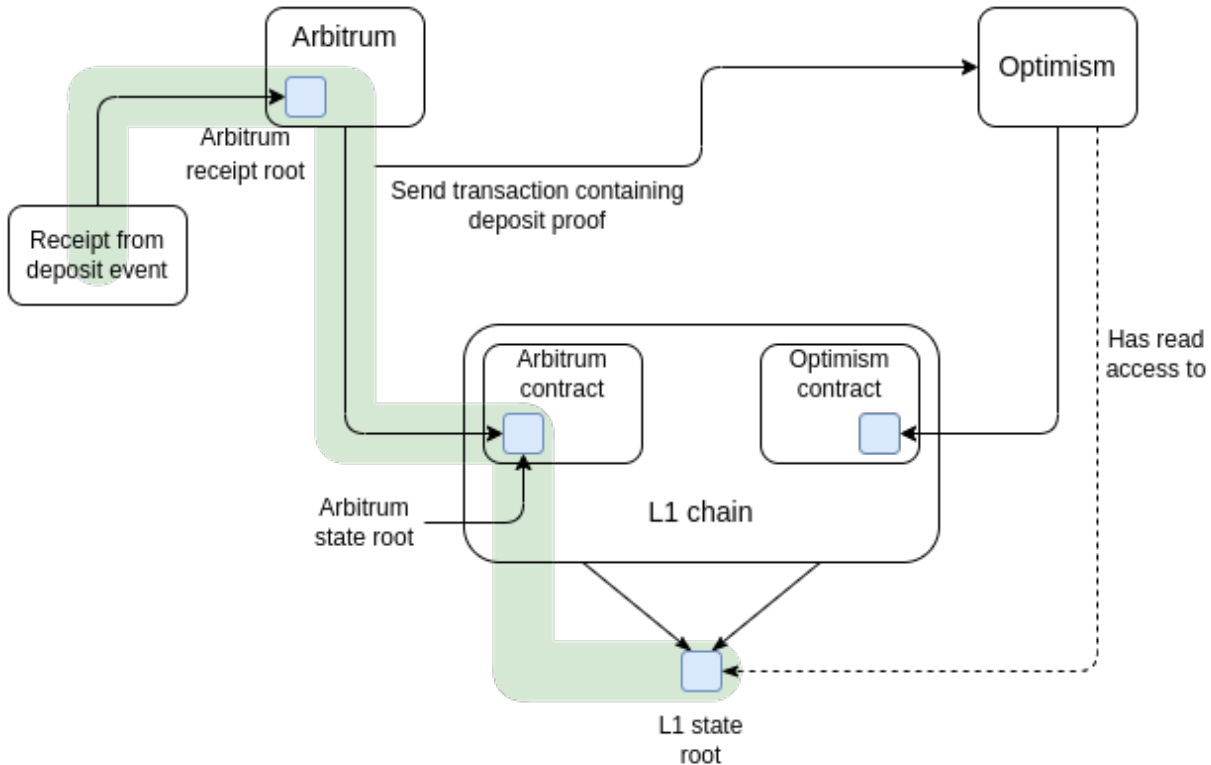 Arbitrum
Optimism
Arbitrum
receipt root
Send transaction containing
deposit proof
Receipt from
deposit event
Has read
access to
Arbitrum
contract
Optimism
contract
Arbitrum
state root
L1 chain
L1 state
root